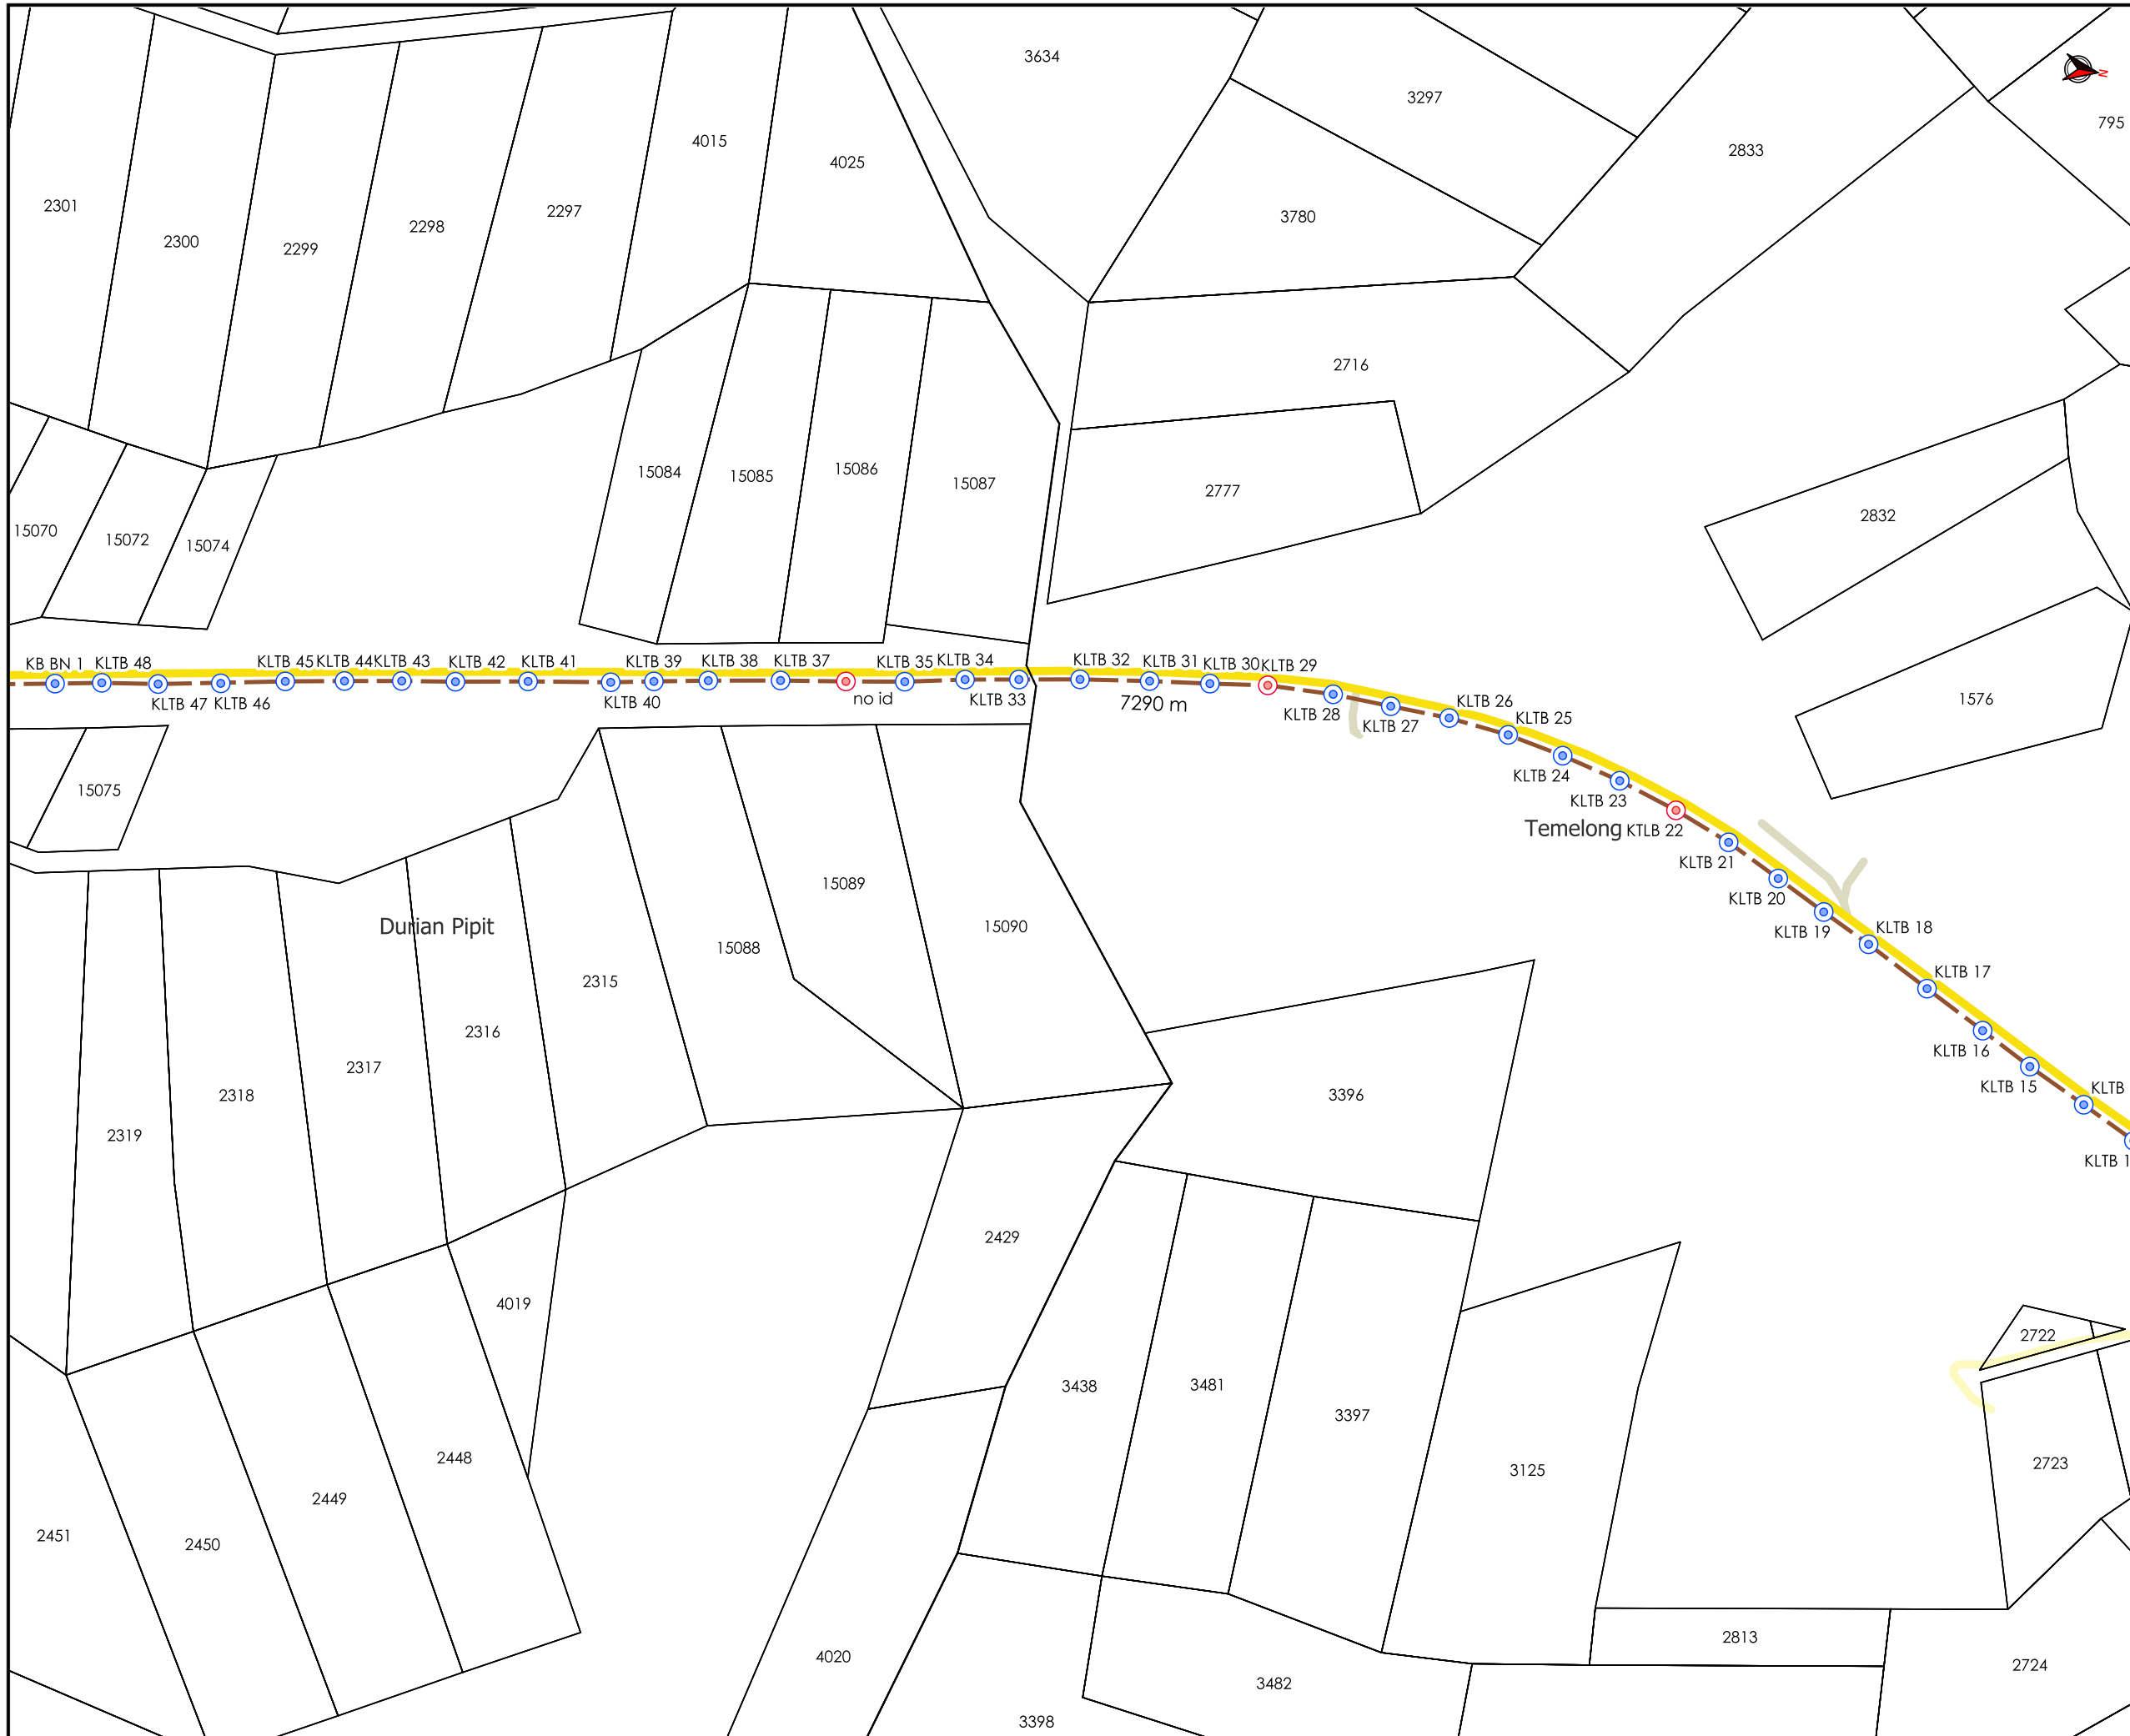 3634
3297
N
795
4015
2833
4025
2301
2297
3780
2298
2300
2299
2716
15084
15085
15086
15087
2777
2832
15070
15072
15074
KB BN 1
KLTB 48
KLTB 45
KLTB 44
KLTB 43
KLTB 42
KLTB 41
KLTB 39
KLTB 38
KLTB 37
KLTB 35
KLTB 34
KLTB 32
KLTB 31
KLTB 30
KLTB 29
KLTB 47
KLTB 46
KLTB 40
no id
KLTB 33
7290 m
KLTB 28
KLTB 27
KLTB 26
KLTB 25
1576
KLTB 24
15075
KLTB 23
Temelong
KTLB 22
KLTB 21
15089
KLTB 20
Durian Pipit
15090
KLTB 19
KLTB 18
15088
2315
KLTB 17
2316
KLTB 16
2317
KLTB 15
KLTB
2318
3396
2319
KLTB 1
2429
4019
2722
3438
3481
3397
2448
2723
3125
2449
2451
2450
2813
4020
2724
3482
3398